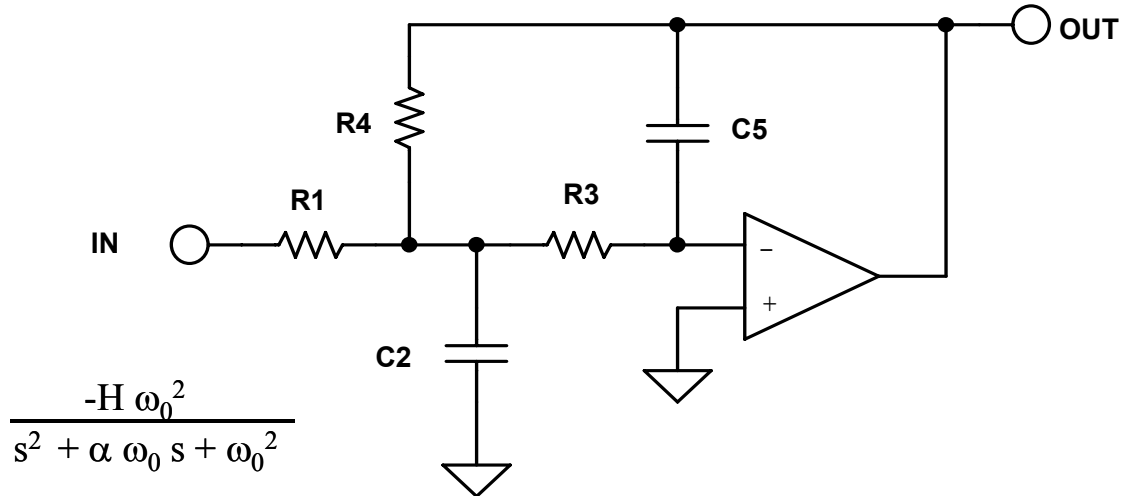 OUT
R4
C5
R1
R3
IN
−
+
C2
-H ω₀²
s² + α ω₀ s + ω₀²